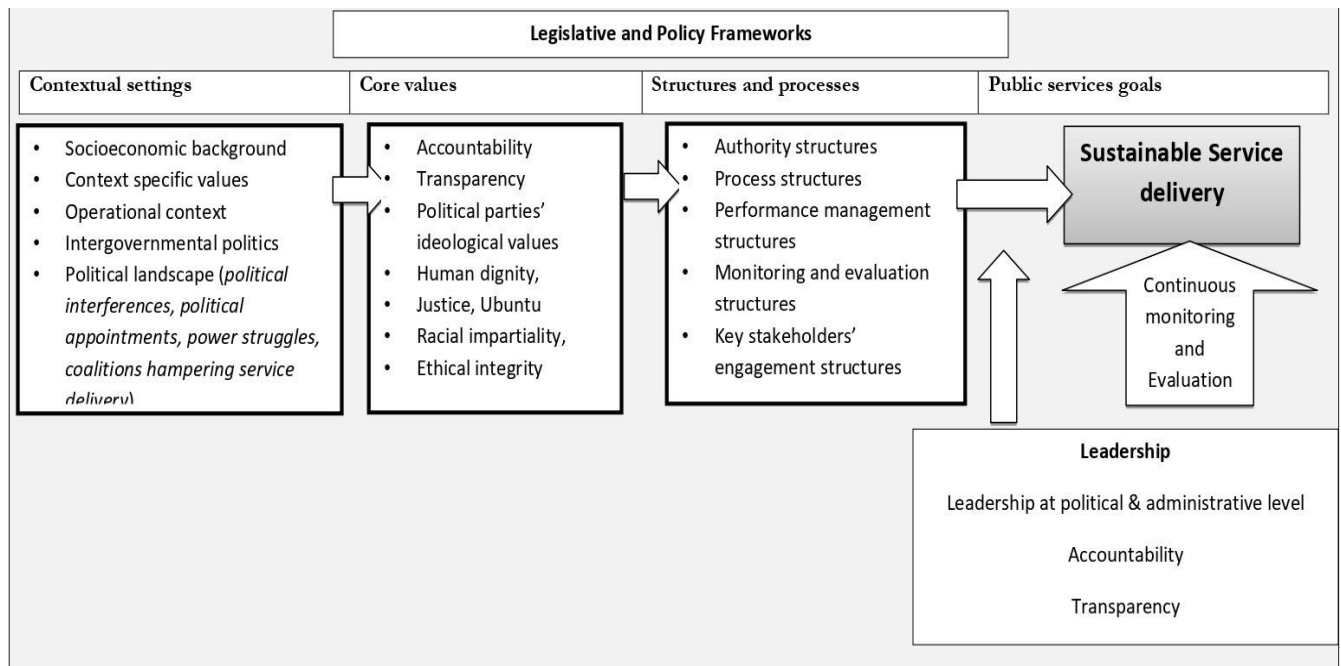 Legislative and Policy Frameworks
Contextual settings
Core values
Structures and processes
Public services goals
• Socioeconomic background
• Context specific values
• Operational context
• Intergovernmental politics
• Political landscape (political
interferences, political
appointments, power struggles,
coalitions hampering service
delivery)
• Accountability
• Transparency
• Political parties’
ideological values
• Human dignity,
• Justice, Ubuntu
• Racial impartiality,
• Ethical integrity
• Authority structures
• Process structures
• Performance management
structures
• Monitoring and evaluation
structures
• Key stakeholders’
engagement structures
Sustainable Service
delivery
Continuous
monitoring
and
Evaluation
Leadership
Leadership at political & administrative level
Accountability
Transparency